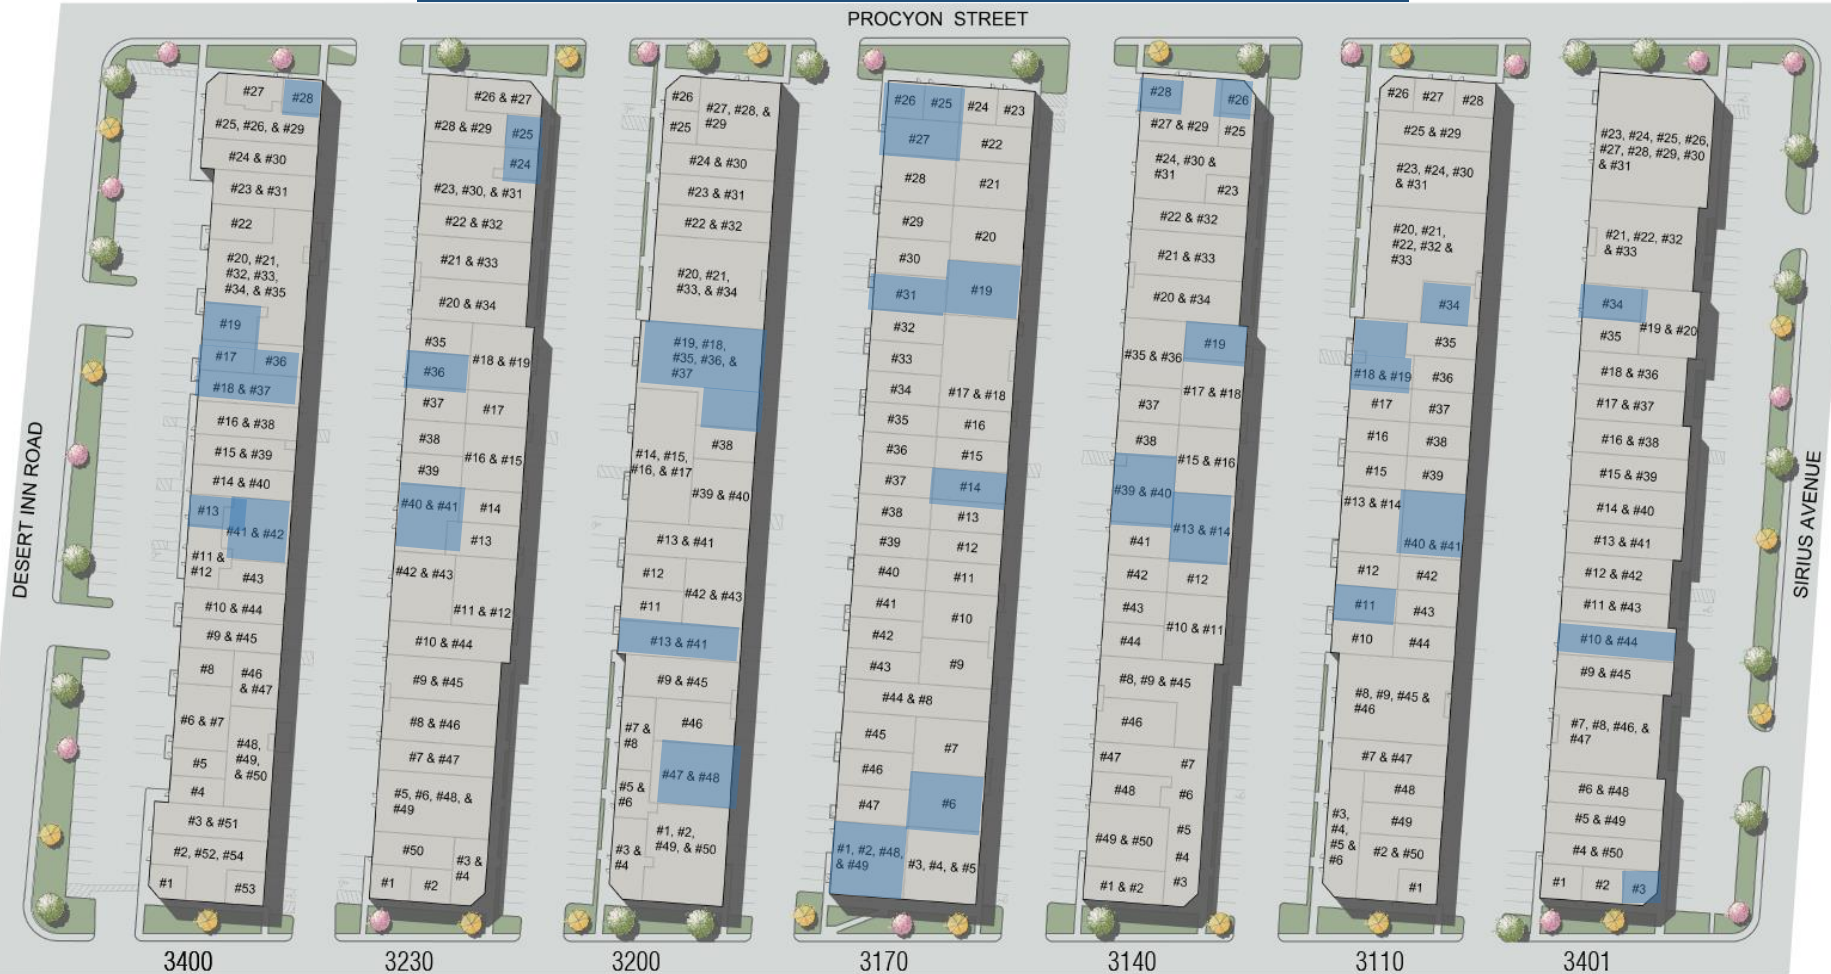 PROCYON STREET
DESERT INN ROAD
#27
#28
#25, #26, & #29
#24 & #30
#23 & #31
#22
#20, #21,
#32, #33,
#34, & #35
#19
#17
#36
#18 & #37
#16 & #38
#15 & #39
#14 & #40
#13
#41 & #42
#11 &
#12
#43
#10 & #44
#9 & #45
#8
#46
& #47
#6 & #7
#48,
#49,
& #50
#5
#4
#3 & #51
#2, #52, #54
#1
#53
3400
#26 & #27
#28 & #29
#25
#24
#23, #30, & #31
#22 & #32
#21 & #33
#20 & #34
#35
#18 & #19
#36
#37
#17
#38
#16 & #15
#39
#40 & #41
#14
#13
#42 & #43
#11 & #12
#10 & #44
#9 & #45
#8 & #46
#7 & #47
#5, #6, #48, &
#49
#50
#3 &
#4
#1
#2
3230
#26
#27, #28, &
#29
#25
#24 & #30
#23 & #31
#22 & #32
#20, #21,
#33, & #34
#19, #18,
#35, #36, &
#37
#38
#14, #15,
#16, & #17
#39 & #40
#13 & #41
#12
#42 & #43
#11
#13 & #41
#9 & #45
#7 &
#8
#46
#47 & #48
#5 &
#6
#1, #2,
#49, & #50
#3 &
#4
3200
#26
#25
#24
#23
#27
#22
#28
#21
#29
#20
#30
#31
#19
#32
#33
#34
#17 & #18
#35
#16
#36
#15
#37
#14
#38
#13
#39
#12
#40
#11
#41
#10
#42
#43
#9
#44 & #8
#45
#7
#46
#47
#6
#1, #2, #48,
& #49
#3, #4, & #5
3170
#28
#26
#27 & #29
#25
#24, #30 &
#31
#23
#22 & #32
#21 & #33
#20 & #34
#19
#35 & #36
#17 & #18
#37
#38
#15 & #16
#39 & #40
#13 & #14
#41
#42
#12
#43
#10 & #11
#44
#8, #9 & #45
#46
#47
#7
#48
#6
#5
#49 & #50
#4
#3
#1 & #2
3140
#26
#27
#28
#25 & #29
#23, #24, #30
& #31
#20, #21,
#22, #32 &
#33
#34
#35
#18 & #19
#36
#17
#37
#16
#38
#15
#39
#13 & #14
#40 & #41
#12
#42
#11
#43
#10
#44
#8, #9, #45 &
#46
#7 & #47
#48
#3,
#4,
#5 &
#6
#49
#2 & #50
#1
3110
#23, #24, #25, #26,
#27, #28, #29, #30
& #31
#21, #22, #32
& #33
#34
#19 & #20
#35
#18 & #36
#17 & #37
#16 & #38
#15 & #39
#14 & #40
#13 & #41
#12 & #42
#11 & #43
#10 & #44
#9 & #45
#7, #8, #46, &
#47
#6 & #48
#5 & #49
#4 & #50
#1
#2
#3
3401
SIRIUS AVENUE